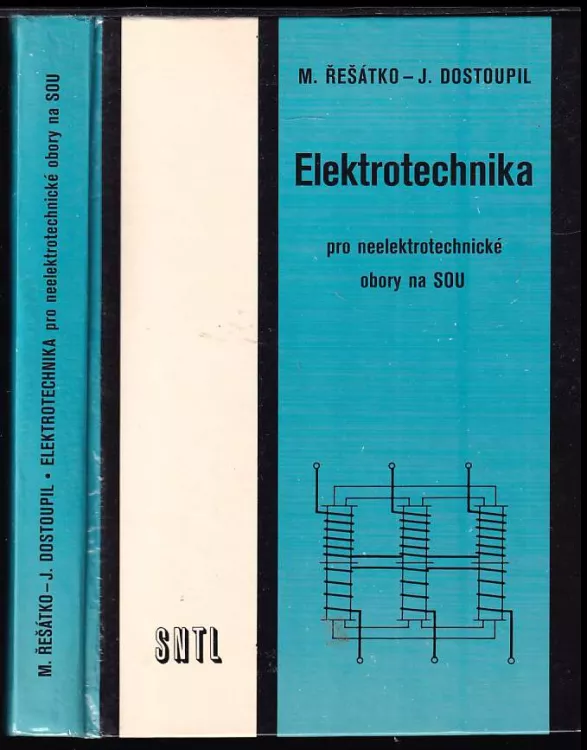 M. ŘEŠÁTKO – J. DOSTOUPIL • ELEKTROTECHNIKA pro neelektrotechnické obory na SOU
M. ŘEŠÁTKO – J. DOSTOUPIL
Elektrotechnika
pro neelektrotechnické
obory na SOU
SNTL